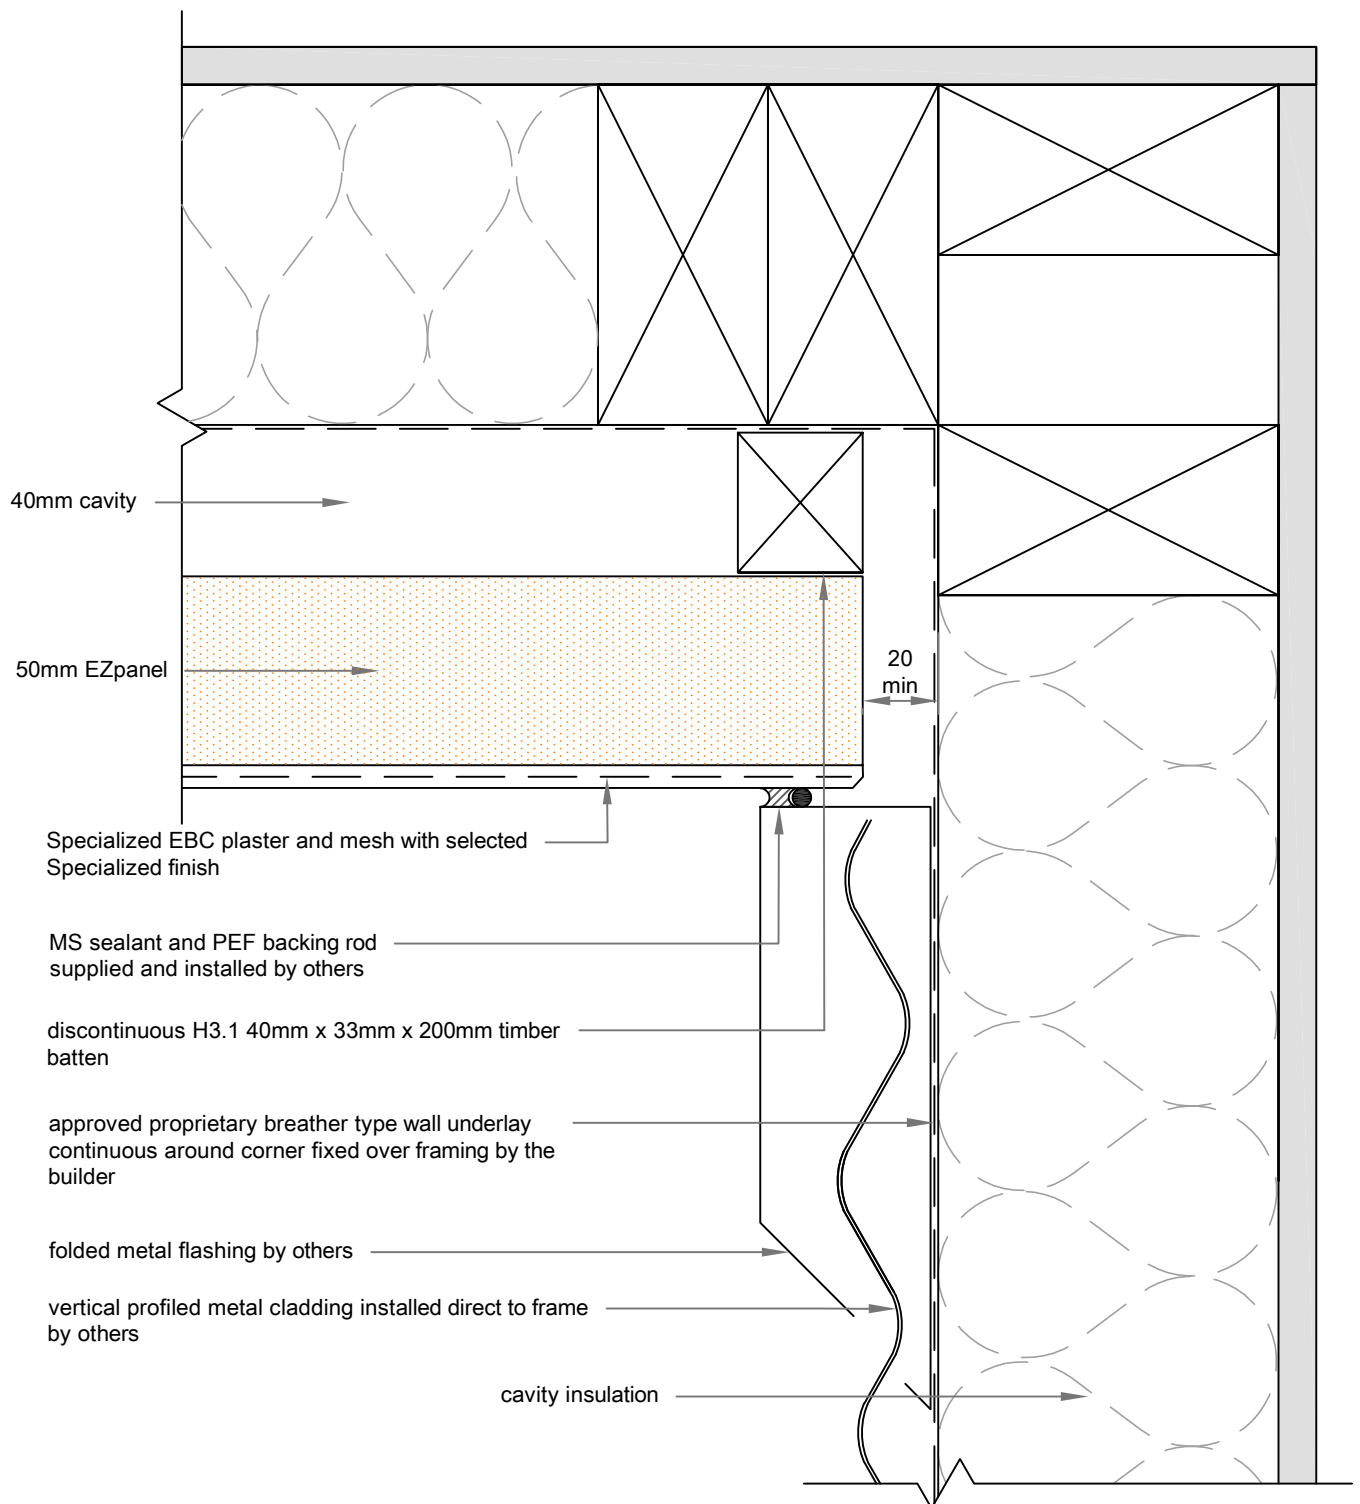 40mm cavity
50mm EZpanel
20
min
Specialized EBC plaster and mesh with selected
Specialized finish
MS sealant and PEF backing rod
supplied and installed by others
discontinuous H3.1 40mm x 33mm x 200mm timber
batten
approved proprietary breather type wall underlay
continuous around corner fixed over framing by the
builder
folded metal flashing by others
vertical profiled metal cladding installed direct to frame
by others
cavity insulation